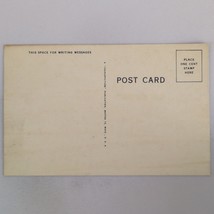 THIS SPACE FOR WRITING MESSAGES
POST CARD
PLACE
ONE CENT
STAMP
HERE